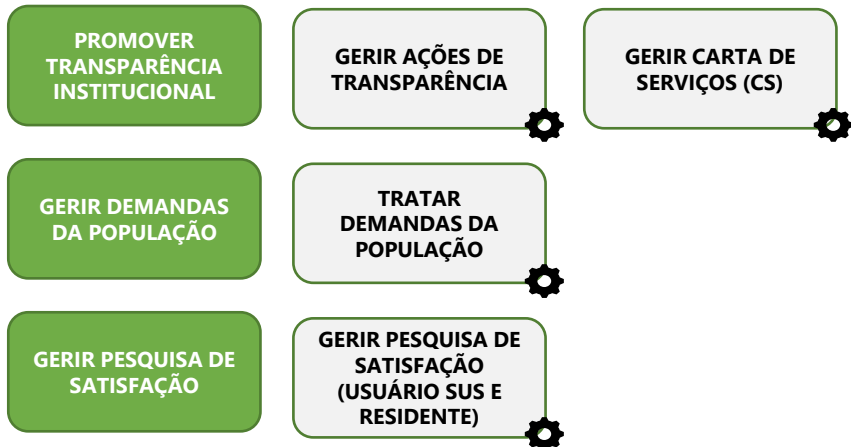 PROMOVER
TRANSPARÊNCIA
INSTITUCIONAL
GERIR AÇÕES DE
TRANSPARÊNCIA
GERIR CARTA DE
SERVIÇOS (CS)
GERIR DEMANDAS
DA POPULAÇÃO
TRATAR
DEMANDAS DA
POPULAÇÃO
GERIR PESQUISA DE
SATISFAÇÃO
GERIR PESQUISA DE
SATISFAÇÃO
(USUÁRIO SUS E
RESIDENTE)